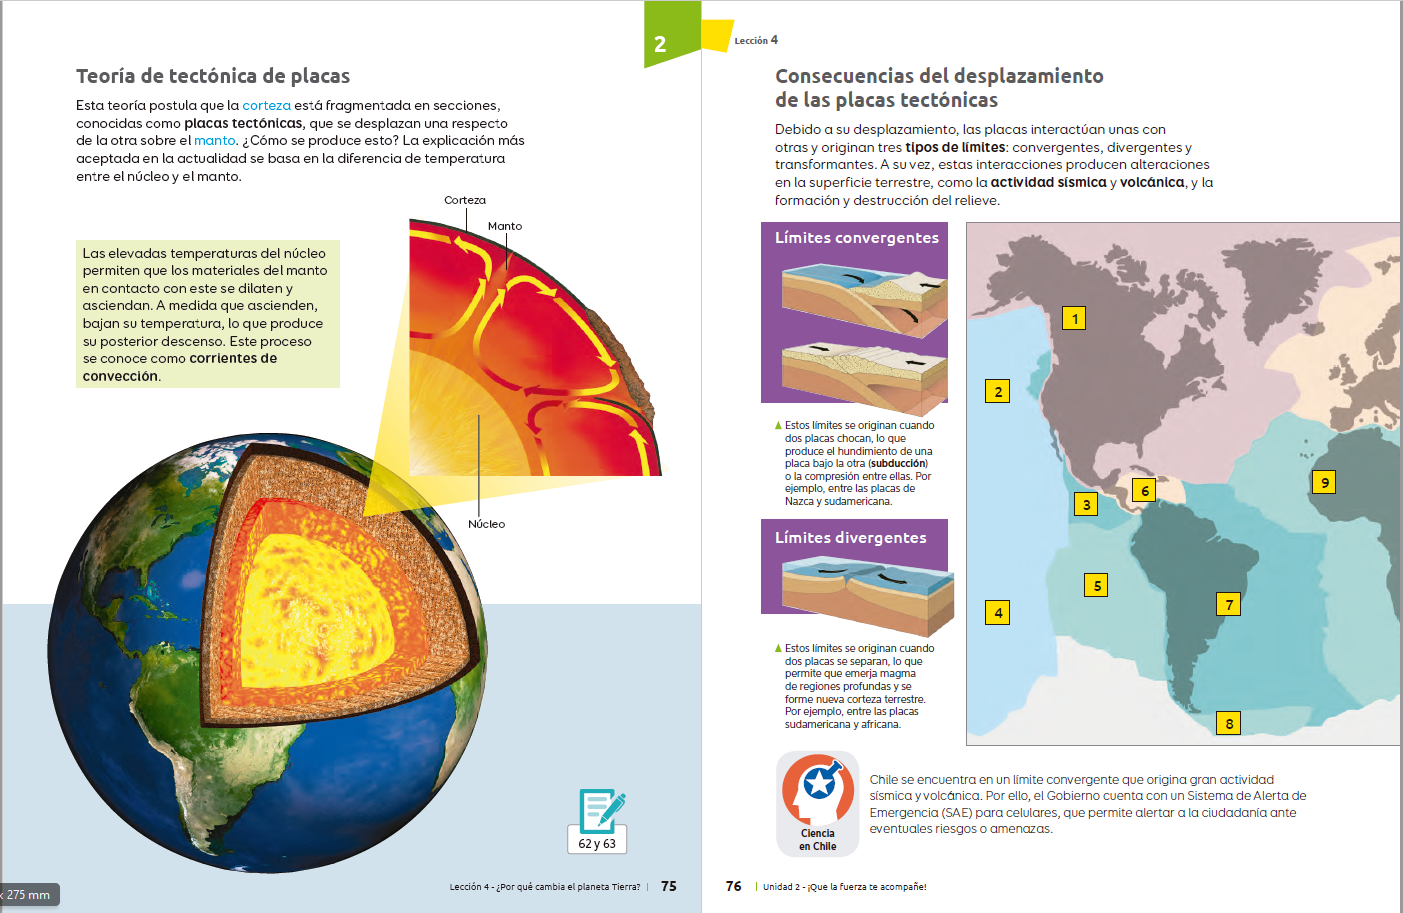 2
Teoría de tectónica de placas
Esta teoría postula que la corteza está fragmentada en secciones,
conocidas como placas tectónicas, que se desplazan una respecto
de la otra sobre el manto. ¿Cómo se produce esto? La explicación más
aceptada en la actualidad se basa en la diferencia de temperatura
entre el núcleo y el manto.
Corteza
Manto
Las elevadas temperaturas del núcleo
permiten que los materiales del manto
en contacto con este se dilaten y
asciendan. A medida que ascienden,
bajan su temperatura, lo que produce
su posterior descenso. Este proceso
se conoce como corrientes de
convección.
Núcleo
62 y 63
Lección 4 - ¿Por qué cambia el planeta Tierra? | 75
x 275 mm
Lección 4
Consecuencias del desplazamiento
de las placas tectónicas
Debido a su desplazamiento, las placas interactúan unas con
otras y originan tres tipos de límites: convergentes, divergentes y
transformantes. A su vez, estas interacciones producen alteraciones
en la superficie terrestre, como la actividad sísmica y volcánica, y la
formación y destrucción del relieve.
Límites convergentes
Estos límites se originan cuando
dos placas chocan, lo que
produce el hundimiento de una
placa bajo la otra (subducción)
o la compresión entre ellas. Por
ejemplo, entre las placas de
Nazca y sudamericana.
Límites divergentes
Estos límites se originan cuando
dos placas se separan, lo que
permite que emerja magma
de regiones profundas y se
forme nueva corteza terrestre.
Por ejemplo, entre las placas
sudamericana y africana.
1
2
3
6
9
5
4
7
8
Ciencia
en Chile
Chile se encuentra en un límite convergente que origina gran actividad
sísmica y volcánica. Por ello, el Gobierno cuenta con un Sistema de Alerta de
Emergencia (SAE) para celulares, que permite alertar a la ciudadanía ante
eventuales riesgos o amenazas.
76 | Unidad 2 - ¡Que la fuerza te acompañe!